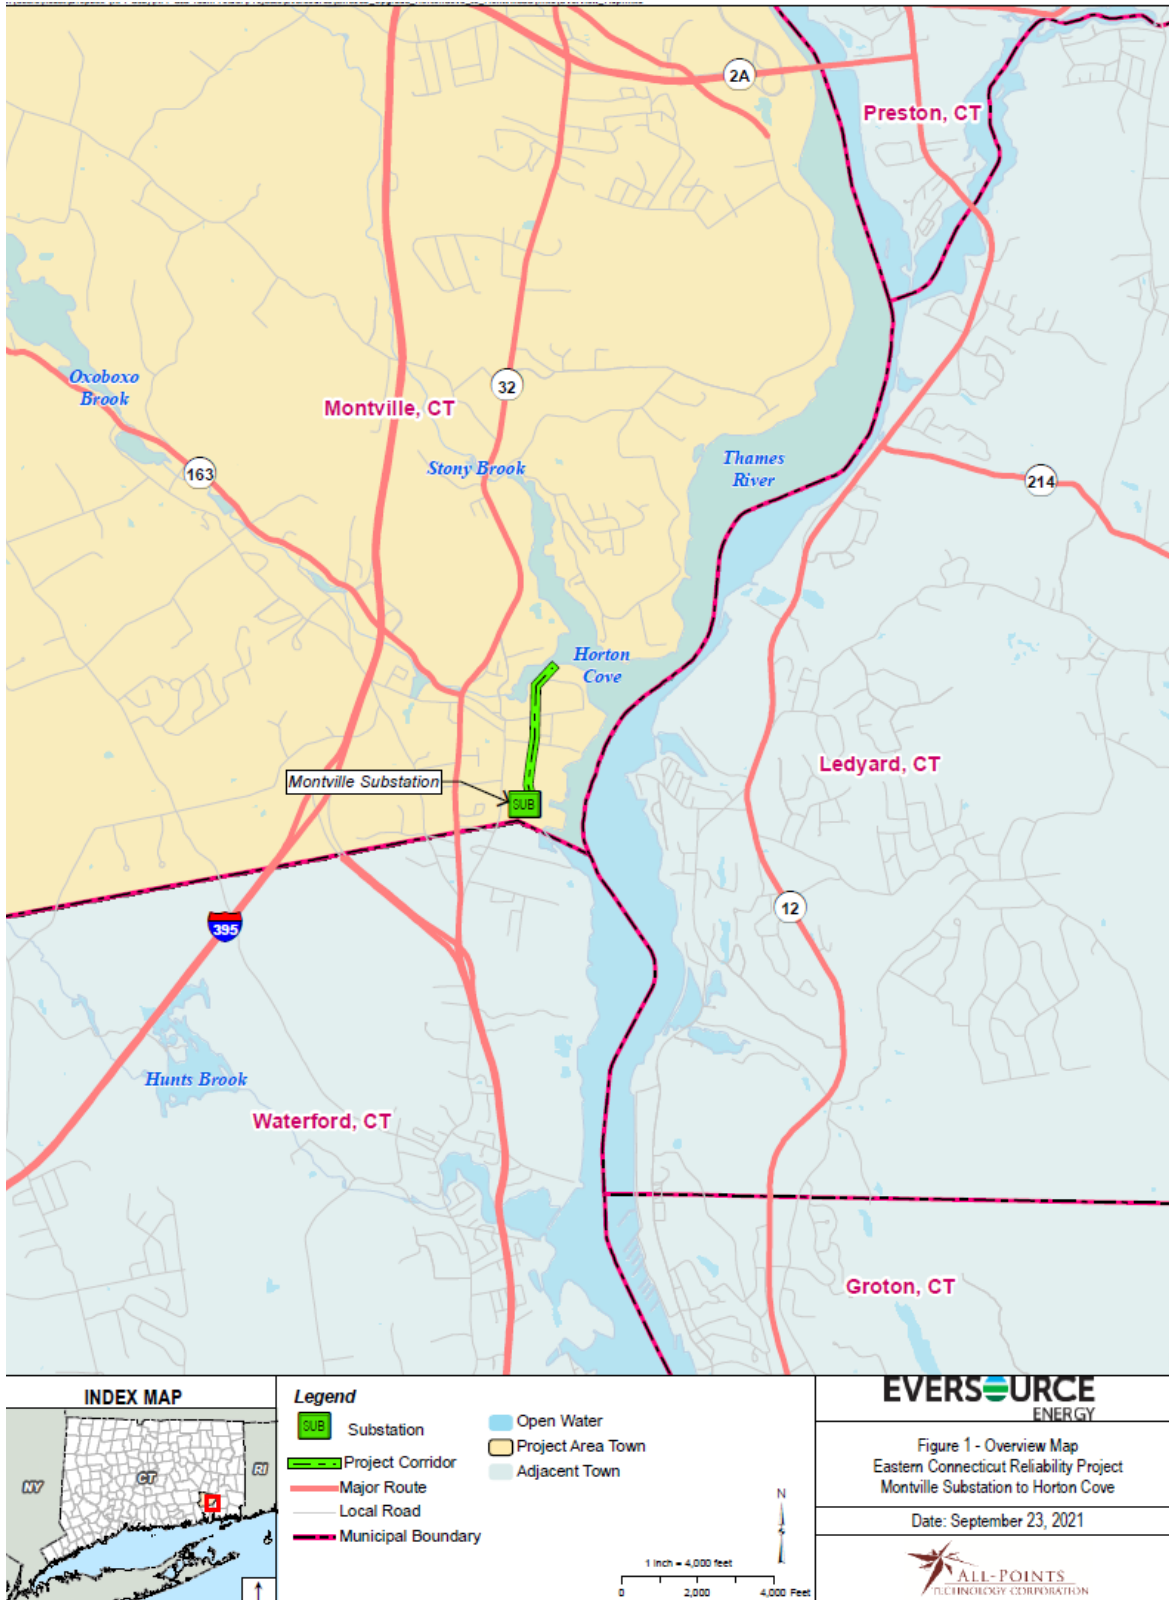 2A
Preston, CT
Oxoboxo
Brook
32
Montville, CT
Stony Brook
Thames
River
163
214
Horton
Cove
Ledyard, CT
Montville Substation
SUB
12
395
Hunts Brook
Waterford, CT
Groton, CT
INDEX MAP
NY
CT
RI
Legend
SUB
Substation
Project Corridor
Major Route
Local Road
Municipal Boundary
Open Water
Project Area Town
Adjacent Town
N
1 inch = 4,000 feet
0 2,000 4,000 Feet
EVERSOURCE
ENERGY
Figure 1 - Overview Map
Eastern Connecticut Reliability Project
Montville Substation to Horton Cove
Date: September 23, 2021
ALL-POINTS
TECHNOLOGY CORPORATION